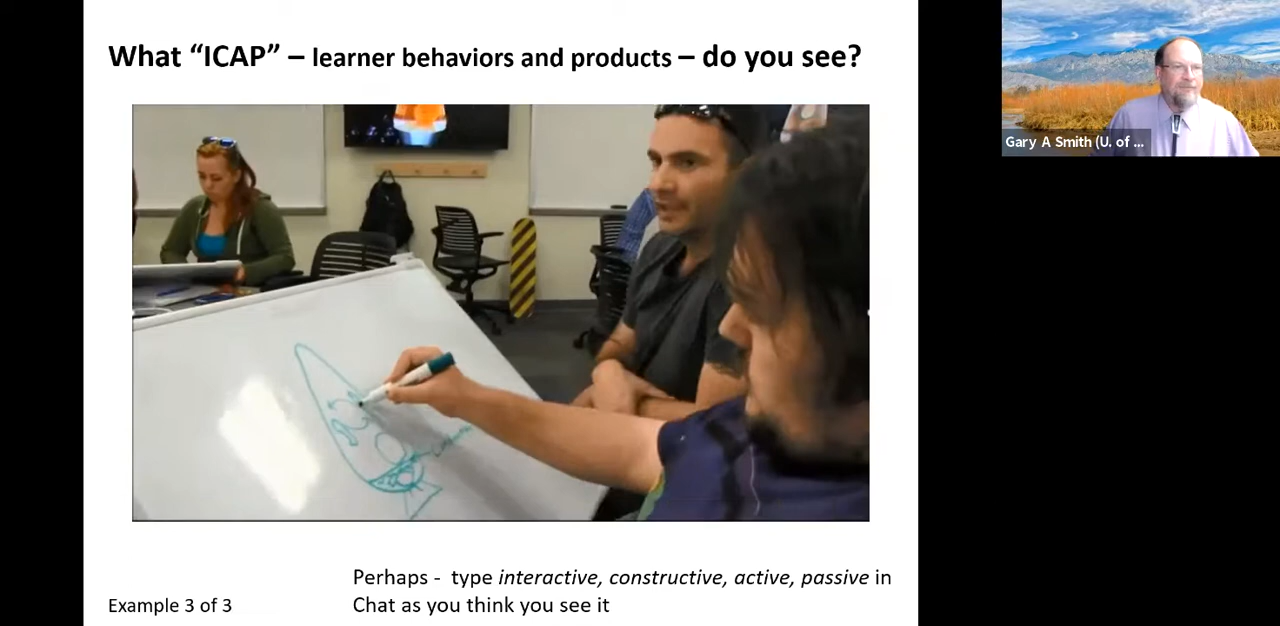 What “ICAP” – learner behaviors and products – do you see?
Gary A Smith (U. of ...
Perhaps -  type interactive, constructive, active, passive in
Chat as you think you see it
Example 3 of 3